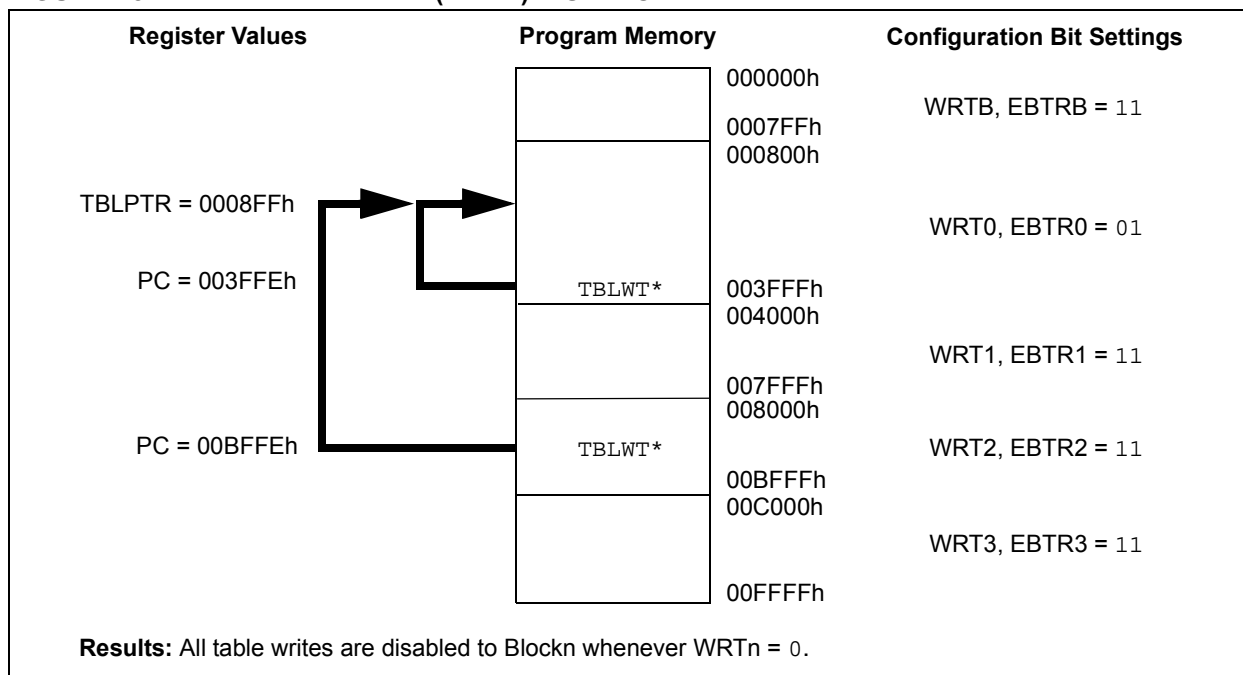 Register Values Program Memory Configuration Bit Settings
000000h
WRTB, EBTRB = 11
0007FFh
000800h
TBLPTR = 0008FFh
WRT0, EBTR0 = 01
PC = 003FFEh TBLWT* 003FFFh
004000h
WRT1, EBTR1 = 11
007FFFh
008000h
PC = 00BFFEh TBLWT* WRT2, EBTR2 = 11
00BFFFh
00C000h
WRT3, EBTR3 = 11
00FFFFh
Results: All table writes are disabled to Blockn whenever WRTn = 0.